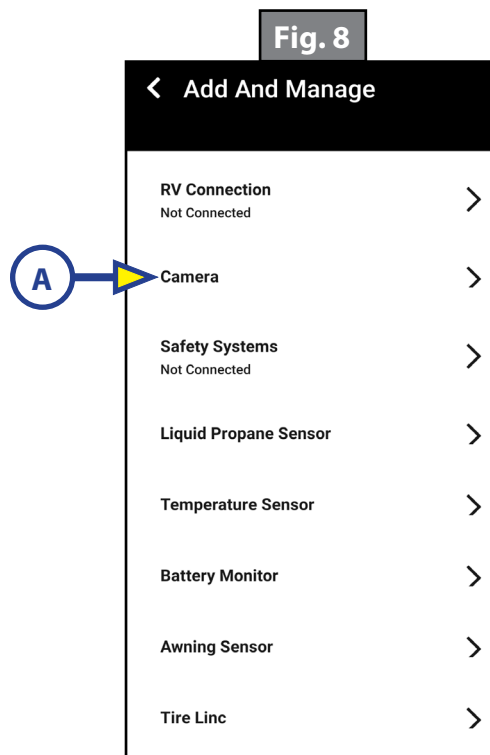 Fig. 8
Add And Manage
RV Connection
Not Connected
A
Camera
Safety Systems
Not Connected
Liquid Propane Sensor
Temperature Sensor
Battery Monitor
Awning Sensor
Tire Linc